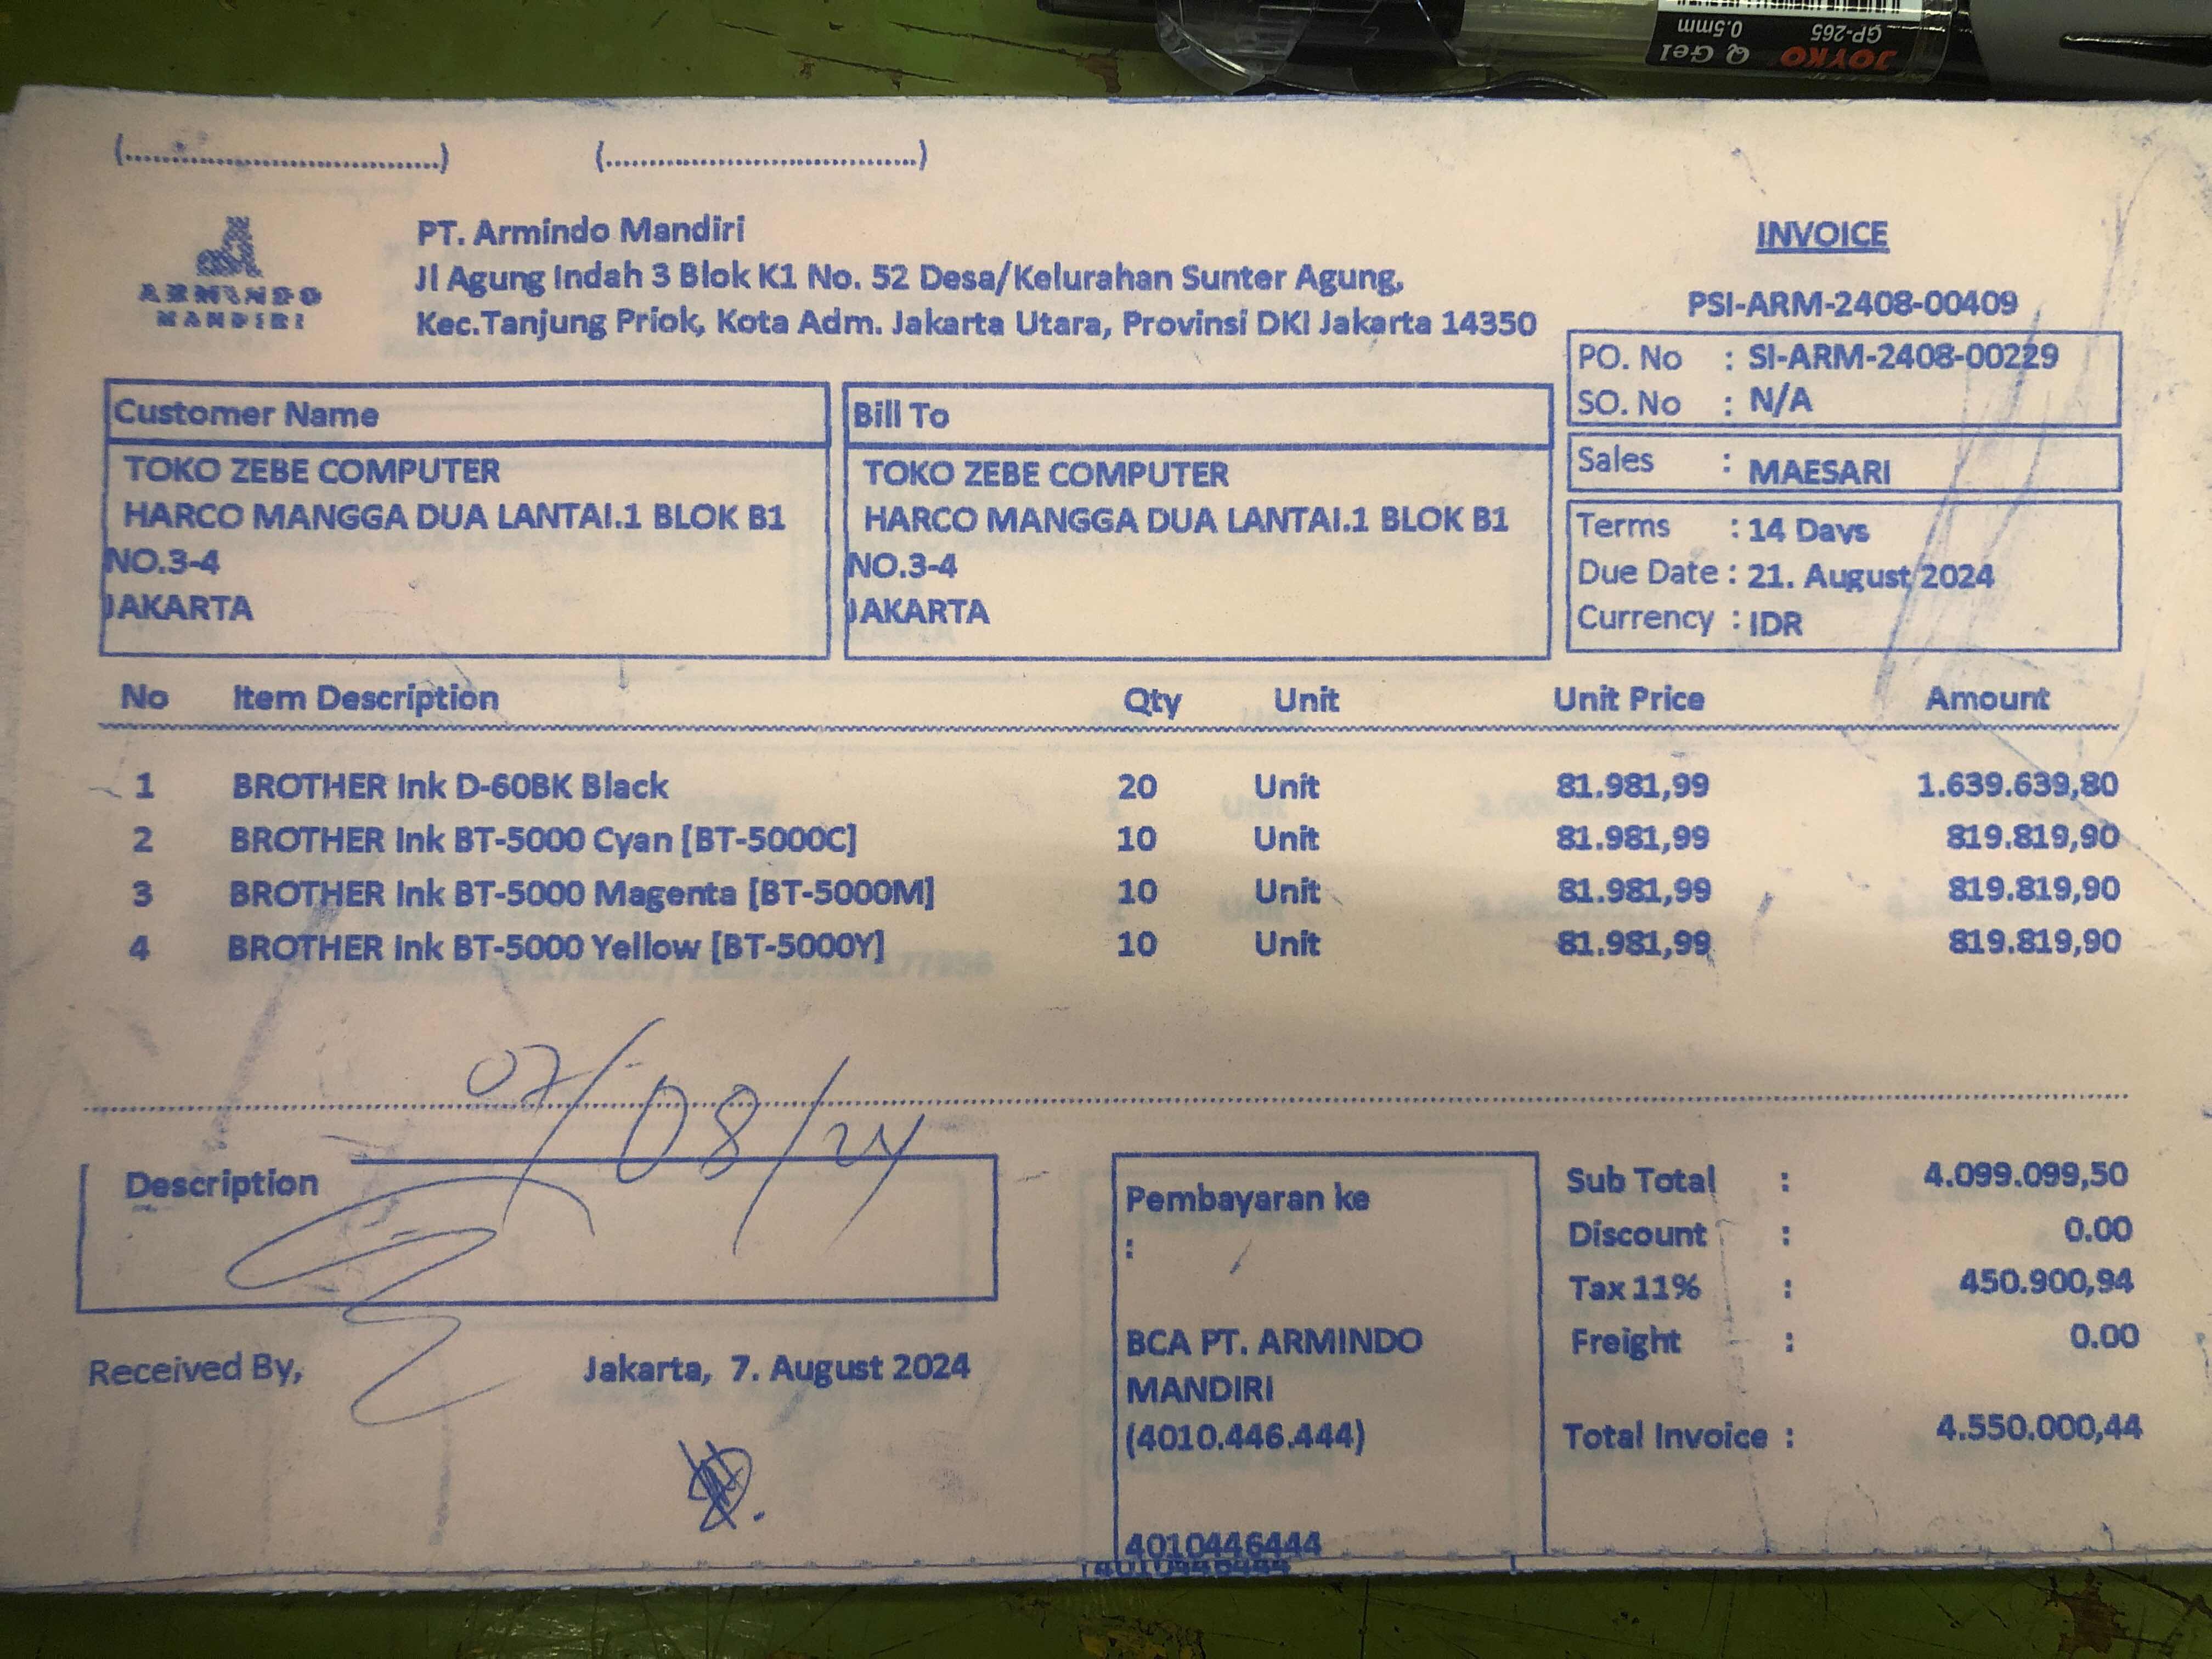 JOYKO Q Gel
GP-265 0.5mm
(................................) (................................)
ARMINDO
MANDIRI
PT. Armindo Mandiri
Jl Agung Indah 3 Blok K1 No. 52 Desa/Kelurahan Sunter Agung,
Kec.Tanjung Priok, Kota Adm. Jakarta Utara, Provinsi DKI Jakarta 14350
INVOICE
PSI-ARM-2408-00409
PO. No : SI-ARM-2408-00229
SO. No : N/A
Sales : MAESARI
Terms : 14 Days
Due Date : 21. August 2024
Currency : IDR
Customer Name
TOKO ZEBE COMPUTER
HARCO MANGGA DUA LANTAI.1 BLOK B1
NO.3-4
JAKARTA
Bill To
TOKO ZEBE COMPUTER
HARCO MANGGA DUA LANTAI.1 BLOK B1
NO.3-4
JAKARTA
No Item Description Qty Unit Unit Price Amount
1 BROTHER Ink D-60BK Black 20 Unit 81.981,99 1.639.639,80
2 BROTHER Ink BT-5000 Cyan [BT-5000C] 10 Unit 81.981,99 819.819,90
3 BROTHER Ink BT-5000 Magenta [BT-5000M] 10 Unit 81.981,99 819.819,90
4 BROTHER Ink BT-5000 Yellow [BT-5000Y] 10 Unit 81.981,99 819.819,90
07/08/24
Description
Received By,
Jakarta, 7. August 2024
Pembayaran ke
:
BCA PT. ARMINDO
MANDIRI
(4010.446.444)
4010446444
4010446444
Sub Total : 4.099.099,50
Discount : 0.00
Tax 11% : 450.900,94
Freight : 0.00
Total Invoice : 4.550.000,44